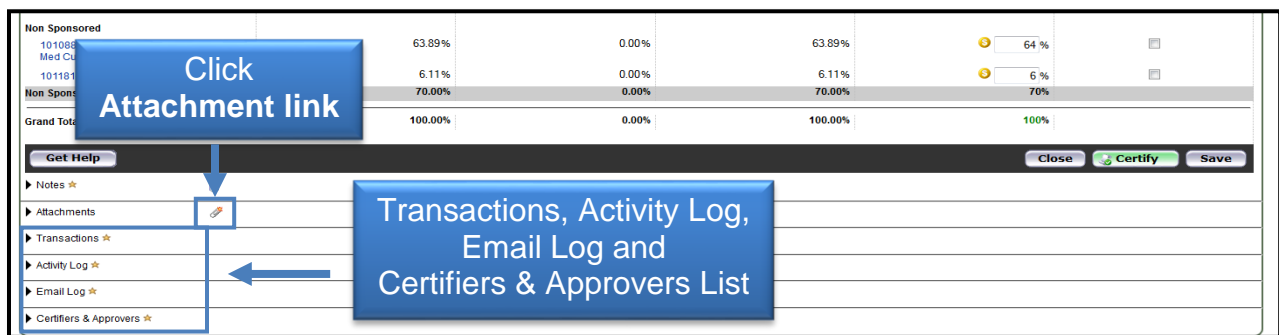 Non Sponsored
101088 63.89% 0.00% 63.89% 64 %
Med Cu
101181 6.11% 0.00% 6.11% 6 %
Non Spons 70.00% 0.00% 70.00% 70%
Grand Tota 100.00% 0.00% 100.00% 100%
Click
Attachment link
Get Help Close Certify Save
Notes
Attachments
Transactions
Activity Log
Email Log
Certifiers & Approvers
Transactions, Activity Log,
Email Log and
Certifiers & Approvers List